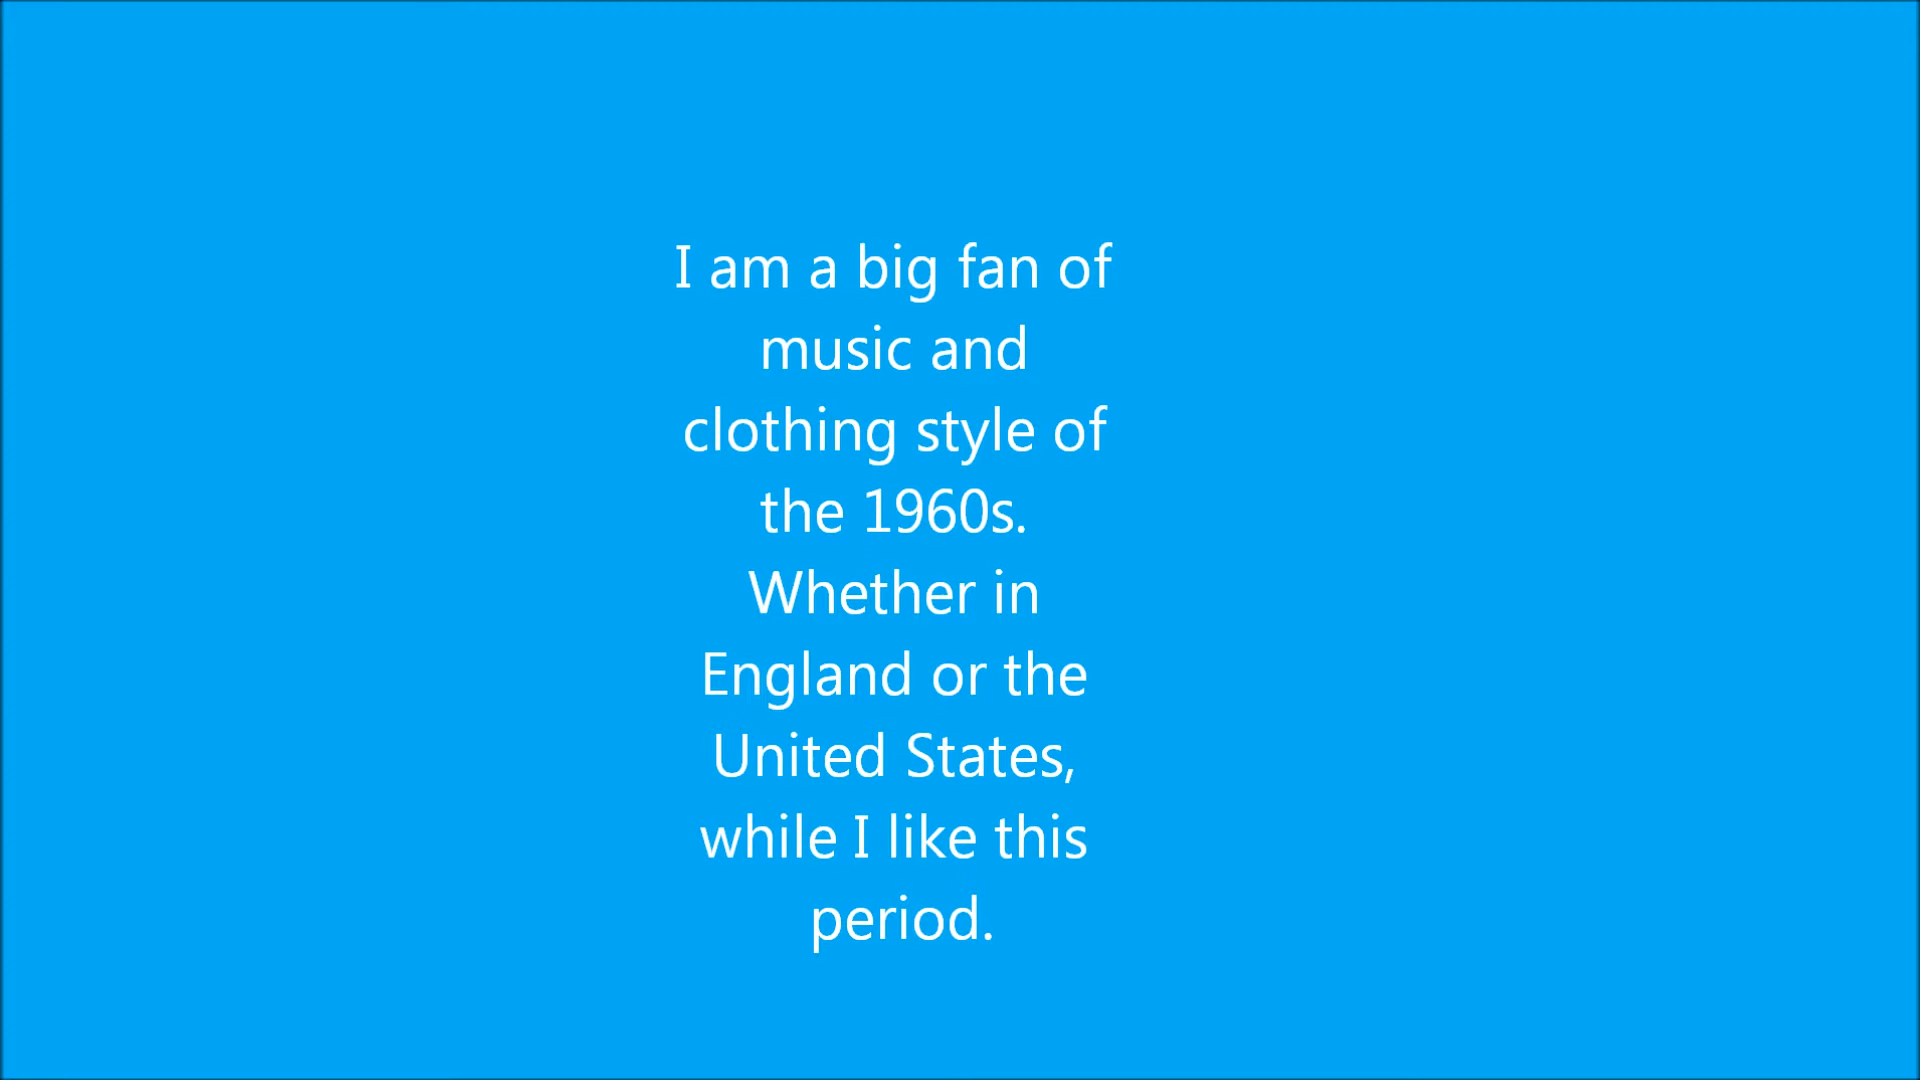 I am a big fan of
music and
clothing style of
the 1960s.
Whether in
England or the
United States,
while I like this
period.